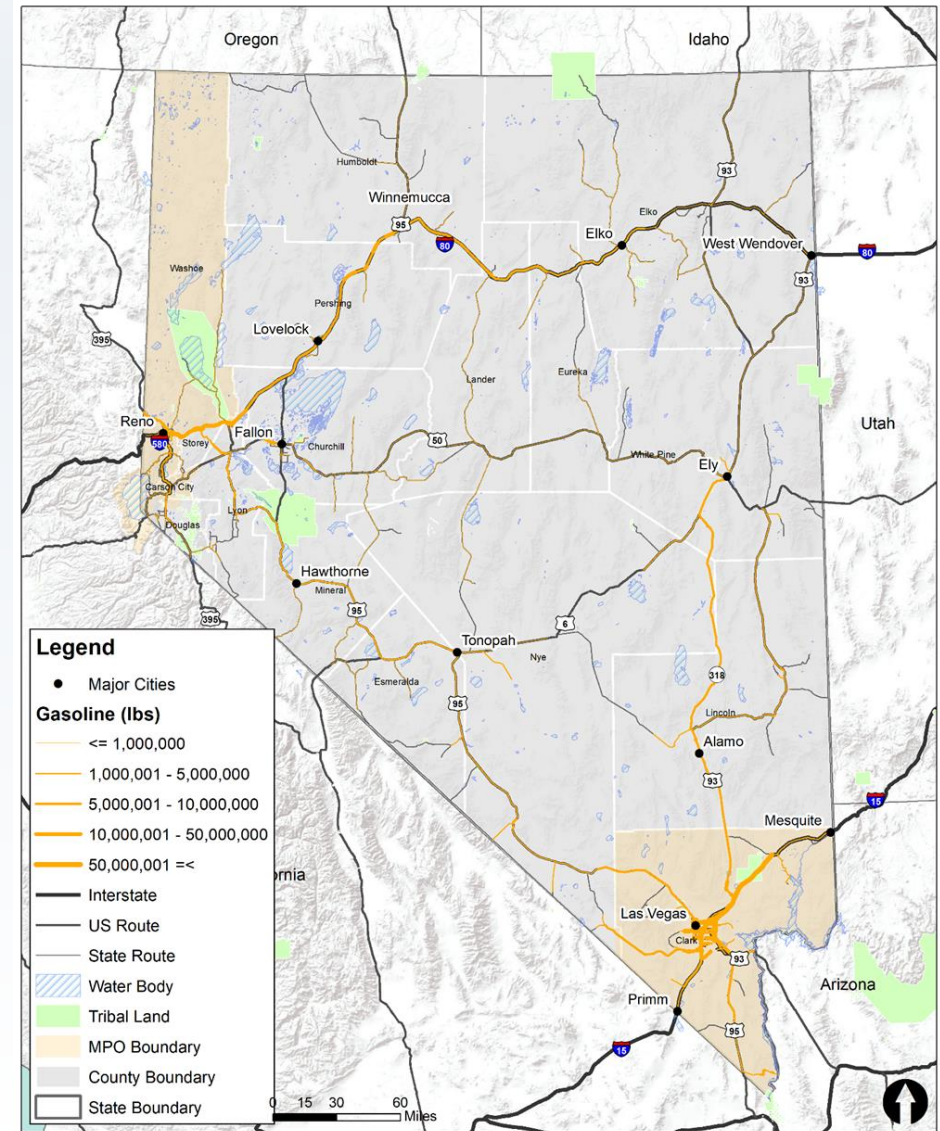 Oregon
Idaho
93
Humboldt
Winnemucca
95
80
Elko
Elko
West Wendover
80
93
Washoe
Pershing
Lovelock
395
Lander
Eureka
Utah
Reno
580
Storey
Fallon
Churchill
50
White Pine
Ely
Carson City
Lyon
Douglas
Hawthorne
Mineral
95
395
6
Tonopah
Nye
Esmeralda
318
95
Lincoln
Alamo
93
15
Mesquite
ornia
Las Vegas
Clark
93
Arizona
Primm
95
15
Legend
Major Cities
Gasoline (lbs)
<= 1,000,000
1,000,001 - 5,000,000
5,000,001 - 10,000,000
10,000,001 - 50,000,000
50,000,001 =<
Interstate
US Route
State Route
Water Body
Tribal Land
MPO Boundary
County Boundary
State Boundary
0 15 30 60
Miles